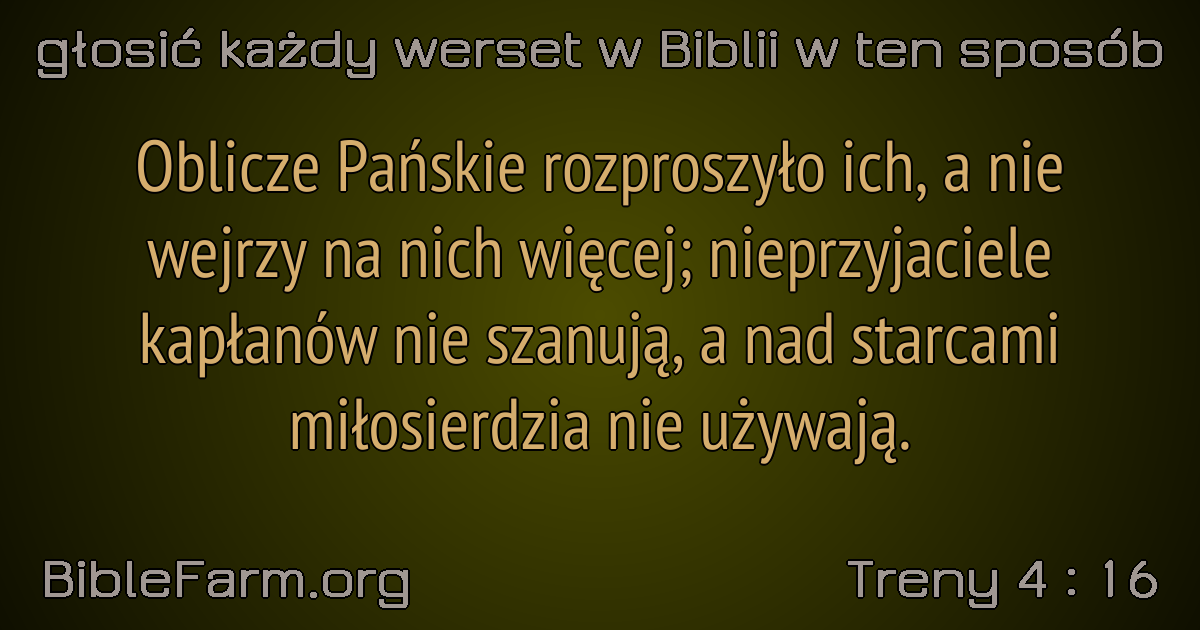 głosić każdy werset w Biblii w ten sposób
Oblicze Pańskie rozproszyło ich, a nie
wejrzy na nich więcej; nieprzyjaciele
kapłanów nie szanują, a nad starcami
miłosierdzia nie używają.
BibleFarm.org
Treny 4 : 16